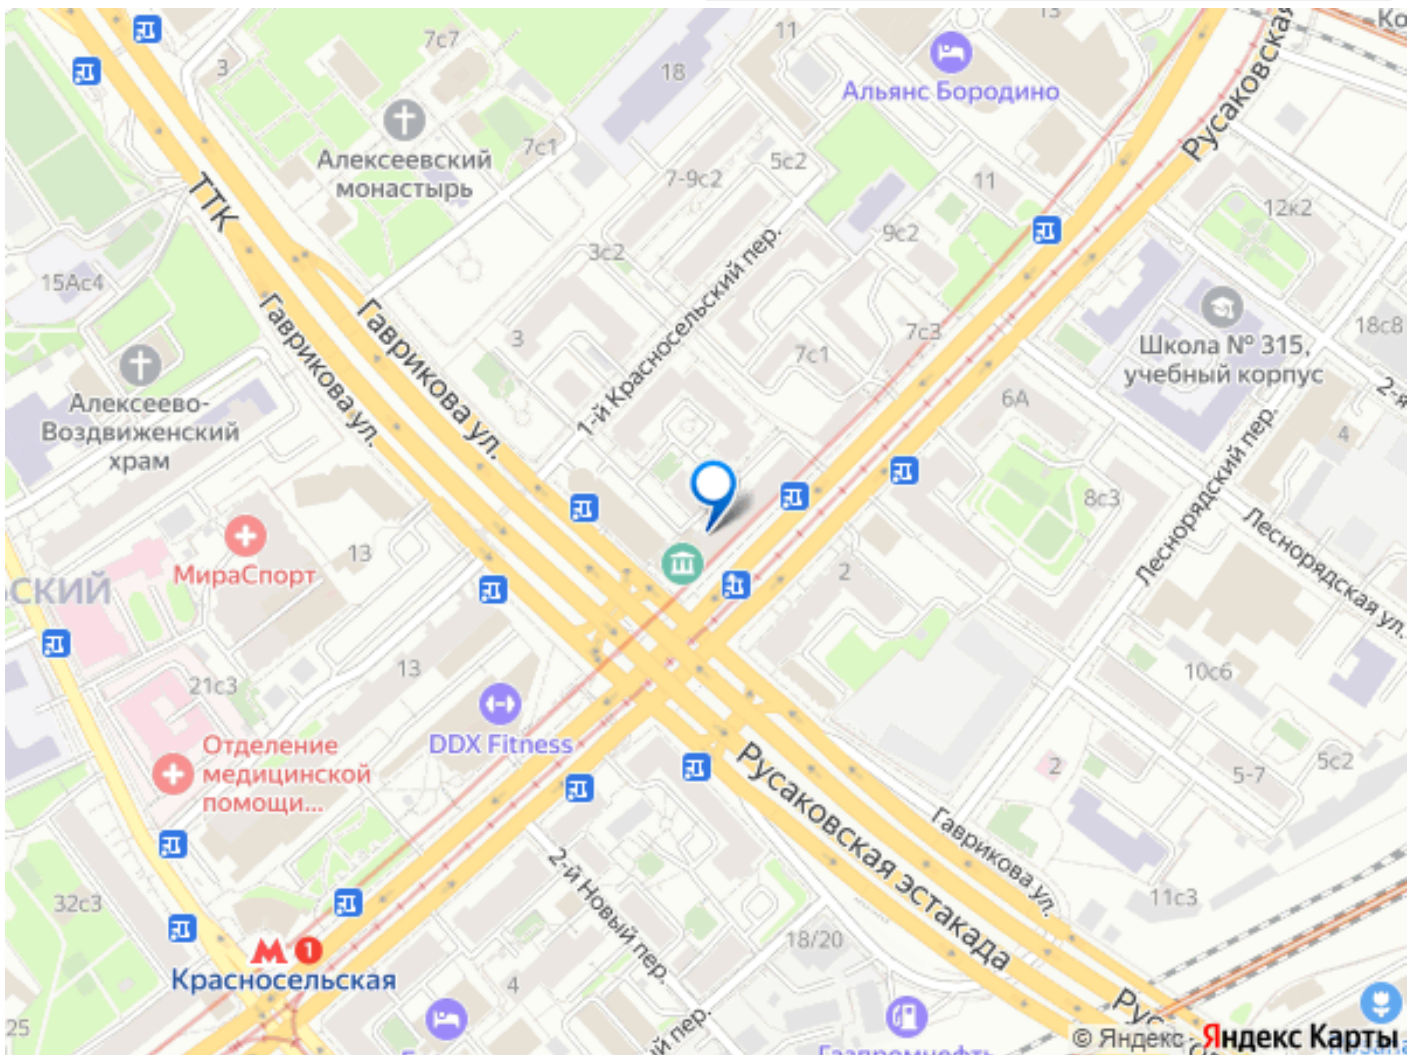 Ко
13
11
7с7
3
18
Альянс Бородино
Русаковская
Алексеевский
монастырь
7с1
5с2
7-9с2
11
12к2
ТТК
9с2
3с2
15Ас4
1-й Красносельский пер.
Гаврикова ул.
Гаврикова ул.
3
7с3
7с1
18с8
Школа № 315,
учебный корпус
2-я
6А
4
Алексеево-
Воздвиженский
храм
8с3
Леснорядский пер.
Леснорядская ул.
13
МираСпорт
2
СКИЙ
10с6
13
21с3
DDX Fitness
Отделение
медицинской
помощи...
Русаковская эстакада
2
5-7
5с2
Гаврикова ул.
2-й Новый пер.
11с3
32с3
18/20
М 1
Красносельская
4
25
й пер.
Газпромнефть
© Яндекс
Яндекс Карты